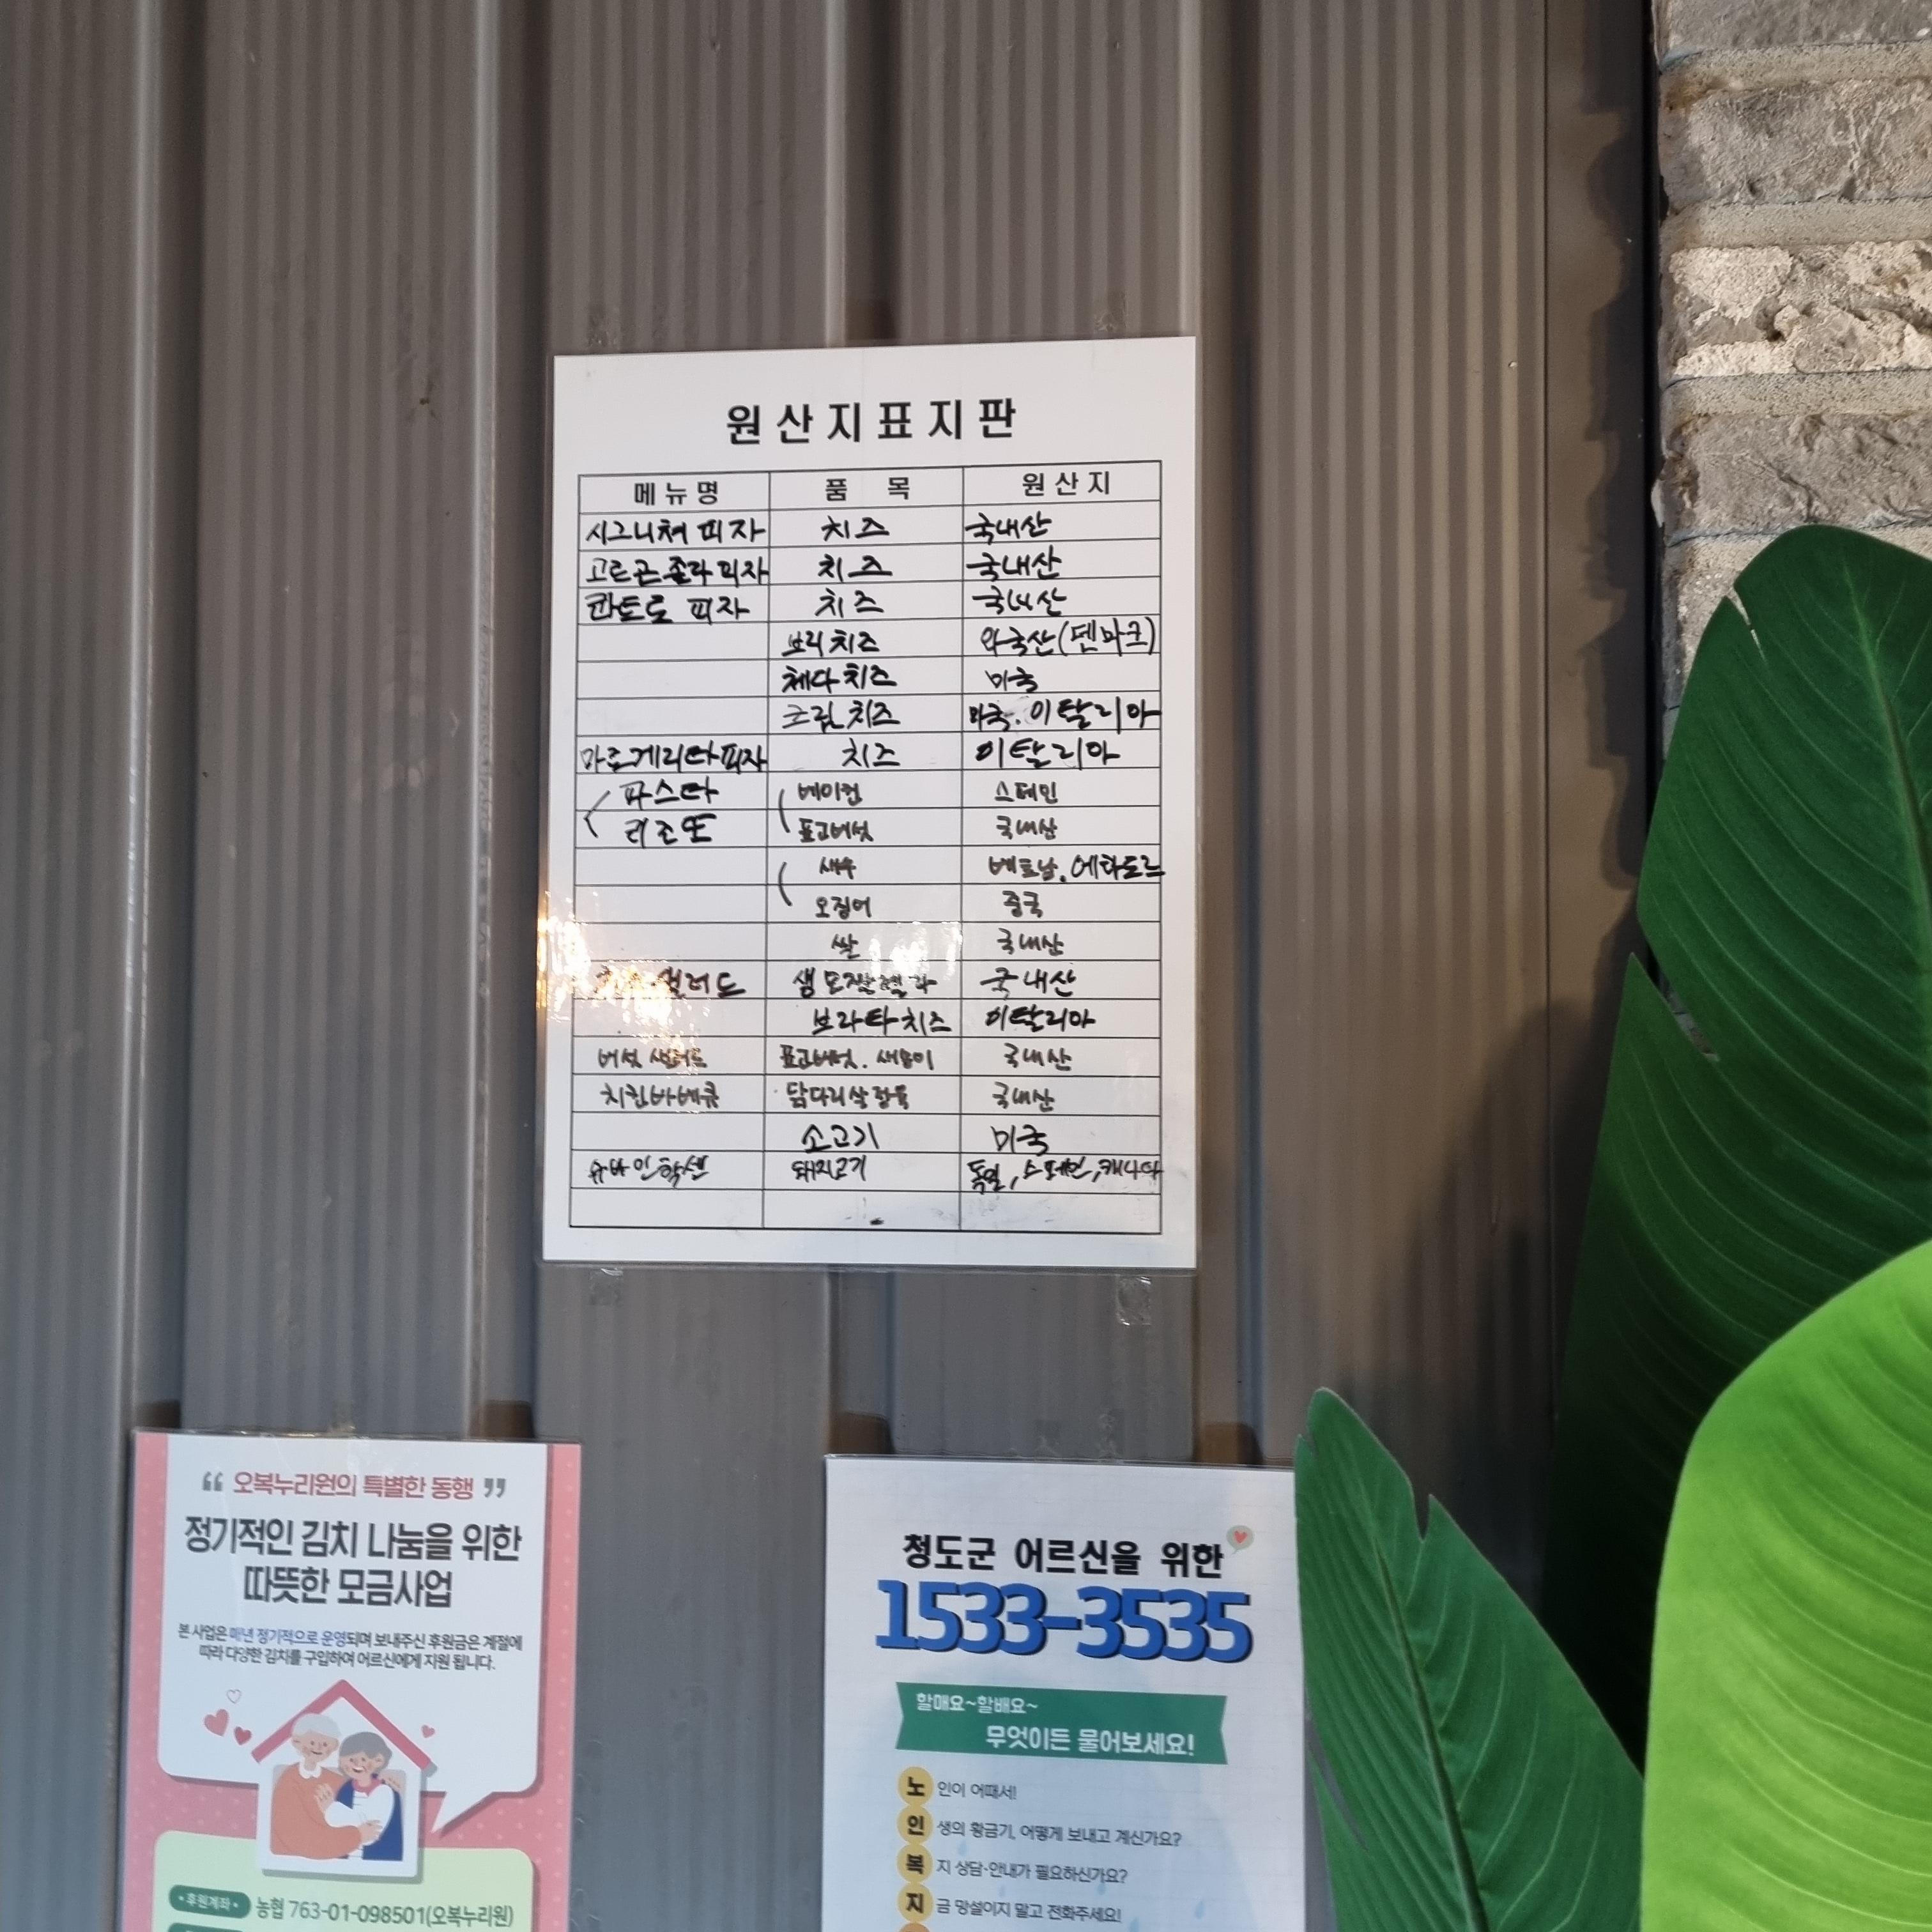 원산지표지판
메뉴명 품 목 원산지
시그니쳐 피자 치즈 국내산
고르곤졸라피자 치즈 국내산
콰트로 피자 치즈 국내산
브리치즈 외국산(덴마크)
체다치즈 미국
크림치즈 미국. 이탈리아
마르게리타피자 치즈 이탈리아
파스타 베이컨 스페인
리조또 표고버섯 국내산
새우 베트남. 에콰도르
오징어 중국
쌀 국내산
샐러드 생모짤렐라 국내산
브라타치즈 이탈리아
버섯 샐러드 표고버섯. 새송이 국내산
치킨바베큐 닭다리살 국내산
소고기 미국
슈바인학센 돼지고기 독일, 스페인, 캐나다
“ 오복누리원의 특별한 동행 ”
정기적인 김치 나눔을 위한
따뜻한 모금사업
본 사업은 매년 정기적으로 운영되며 보내주신 후원금은 계절에
따라 다양한 김치를 구입하여 어르신에게 지원 됩니다.
•후원계좌• 농협 763-01-098501(오복누리원)
청도군 어르신을 위한
1533-3535
할매요~할배요~
무엇이든 물어보세요!
노 인이 어때서!
인 생의 황금기, 어떻게 보내고 계신가요?
복 지 상담·안내가 필요하신가요?
지 금 망설이지 말고 전화주세요!